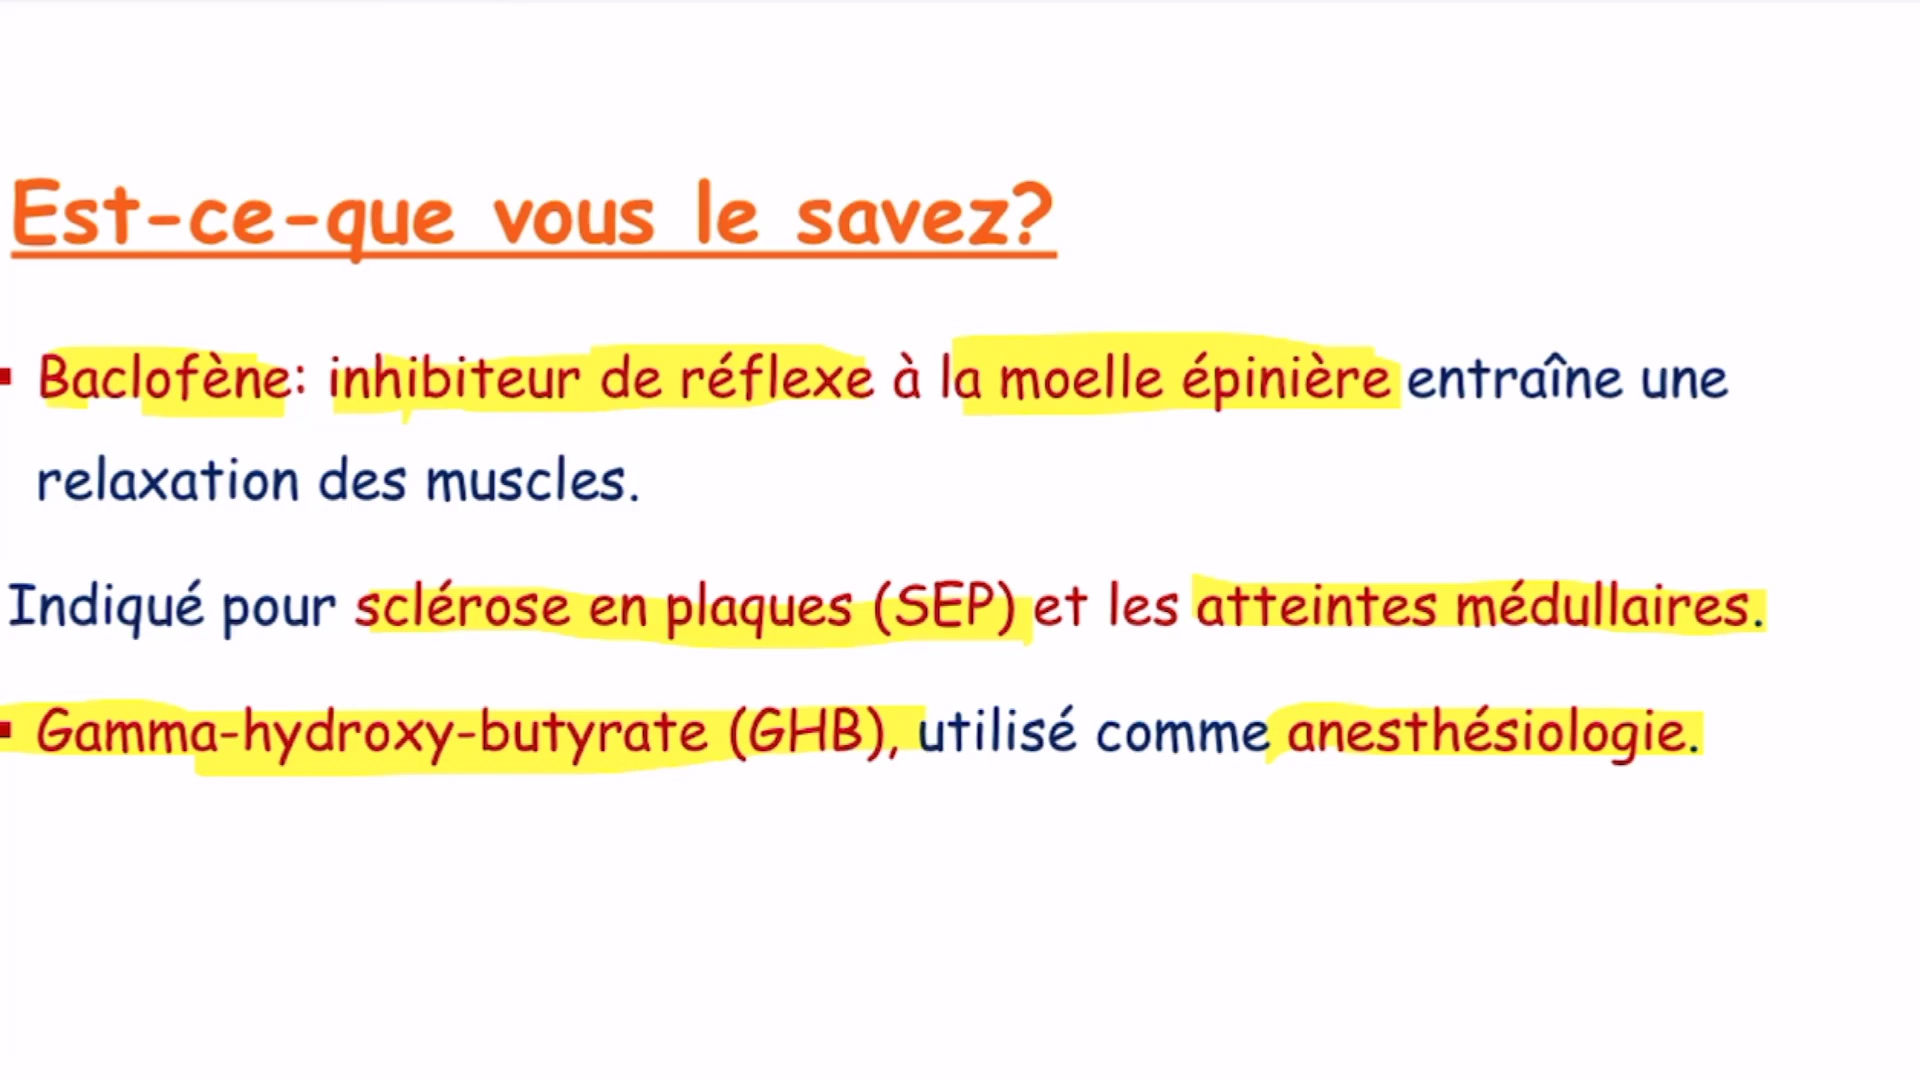 Est-ce-que vous le savez?
▪ Baclofène: inhibiteur de réflexe à la moelle épinière entraîne une
relaxation des muscles.
Indiqué pour sclérose en plaques (SEP) et les atteintes médullaires.
▪ Gamma-hydroxy-butyrate (GHB), utilisé comme anesthésiologie.